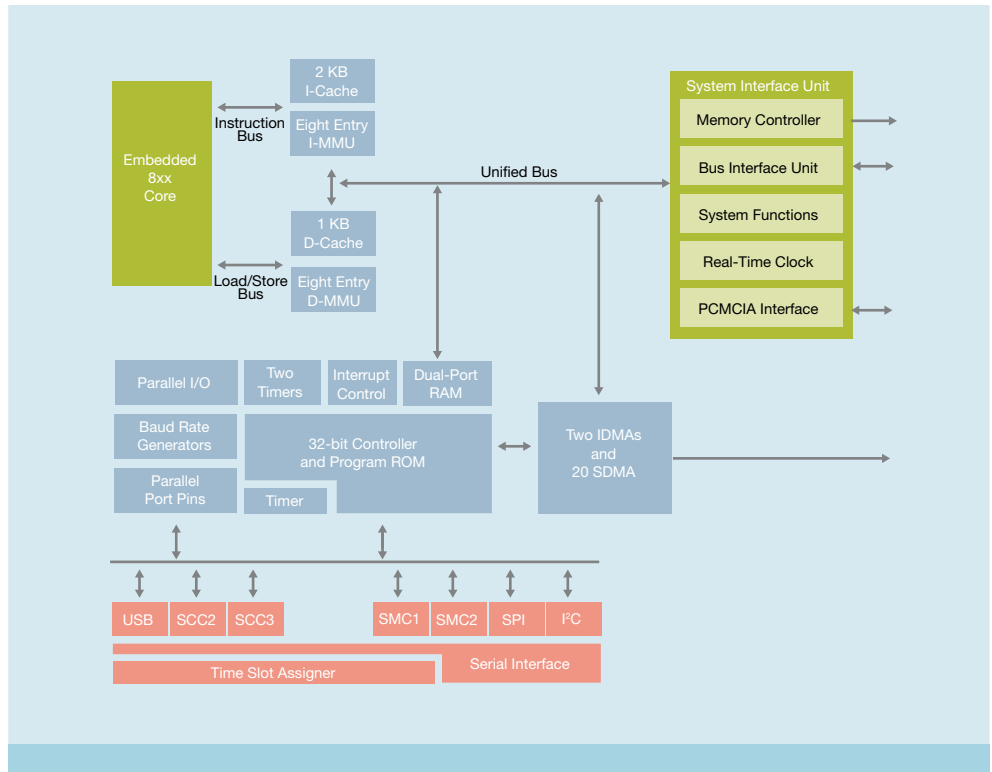 2 KB
I-Cache
Eight Entry
I-MMU
Instruction
Bus
Embedded
8xx
Core
Unified Bus
1 KB
D-Cache
Load/Store
Bus
Eight Entry
D-MMU
System Interface Unit
Memory Controller
Bus Interface Unit
System Functions
Real-Time Clock
PCMCIA Interface
Parallel I/O
Two
Timers
Interrupt
Control
Dual-Port
RAM
Baud Rate
Generators
32-bit Controller
and Program ROM
Parallel
Port Pins
Timer
Two IDMAs
and
20 SDMA
USB
SCC2
SCC3
SMC1
SMC2
SPI
I²C
Serial Interface
Time Slot Assigner